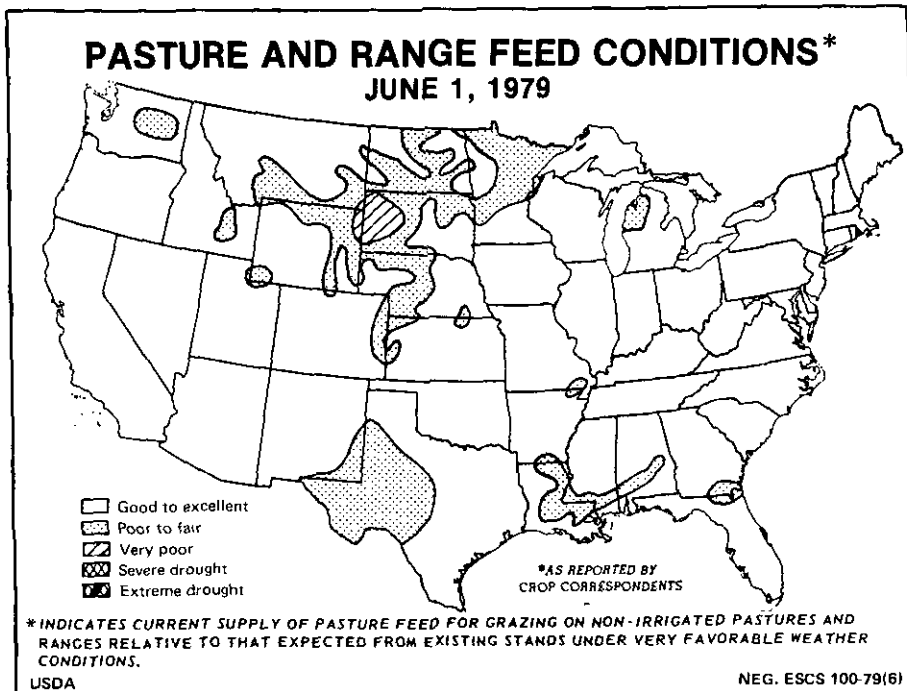 PASTURE AND RANGE FEED CONDITIONS*
JUNE 1, 1979
Good to excellent
Poor to fair
Very poor
Severe drought
Extreme drought
*AS REPORTED BY
CROP CORRESPONDENTS
*INDICATES CURRENT SUPPLY OF PASTURE FEED FOR GRAZING ON NON-IRRIGATED PASTURES AND
RANGES RELATIVE TO THAT EXPECTED FROM EXISTING STANDS UNDER VERY FAVORABLE WEATHER
CONDITIONS.
USDA
NEG. ESCS 100-79(6)